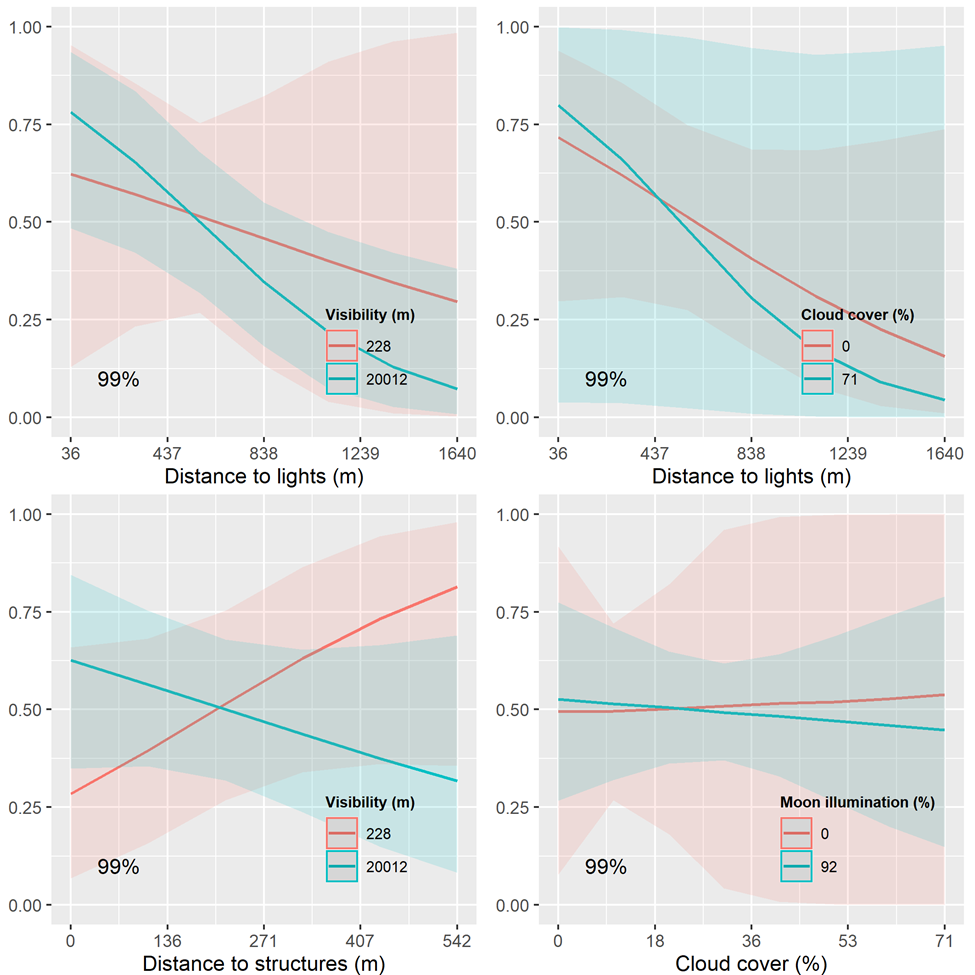 1.00
0.75
0.50
0.25
0.00
Visibility (m)
228
20012
99%
36 437 838 1239 1640
Distance to lights (m)
1.00
0.75
0.50
0.25
0.00
Cloud cover (%)
0
71
99%
36 437 838 1239 1640
Distance to lights (m)
1.00
0.75
0.50
0.25
0.00
Visibility (m)
228
20012
99%
0 136 271 407 542
Distance to structures (m)
1.00
0.75
0.50
0.25
0.00
Moon illumination (%)
0
92
99%
0 18 36 53 71
Cloud cover (%)